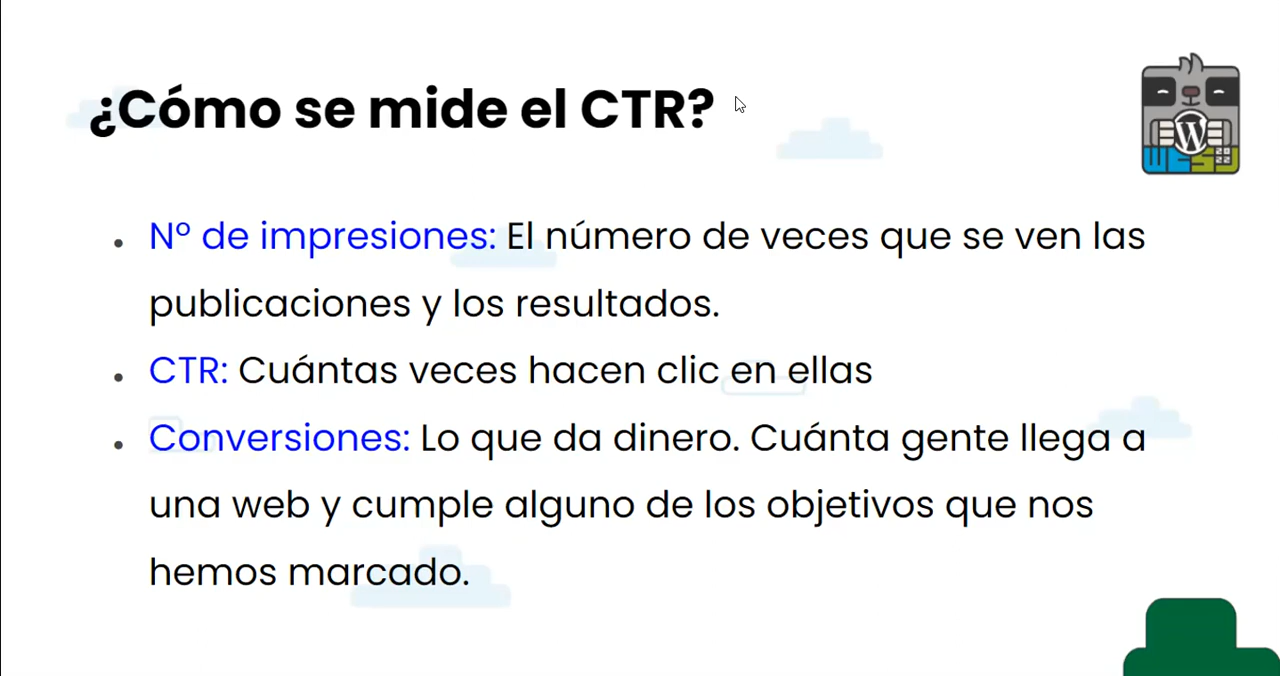 ¿Cómo se mide el CTR?
• Nº de impresiones: El número de veces que se ven las
publicaciones y los resultados.
• CTR: Cuántas veces hacen clic en ellas
• Conversiones: Lo que da dinero. Cuánta gente llega a
una web y cumple alguno de los objetivos que nos
hemos marcado.